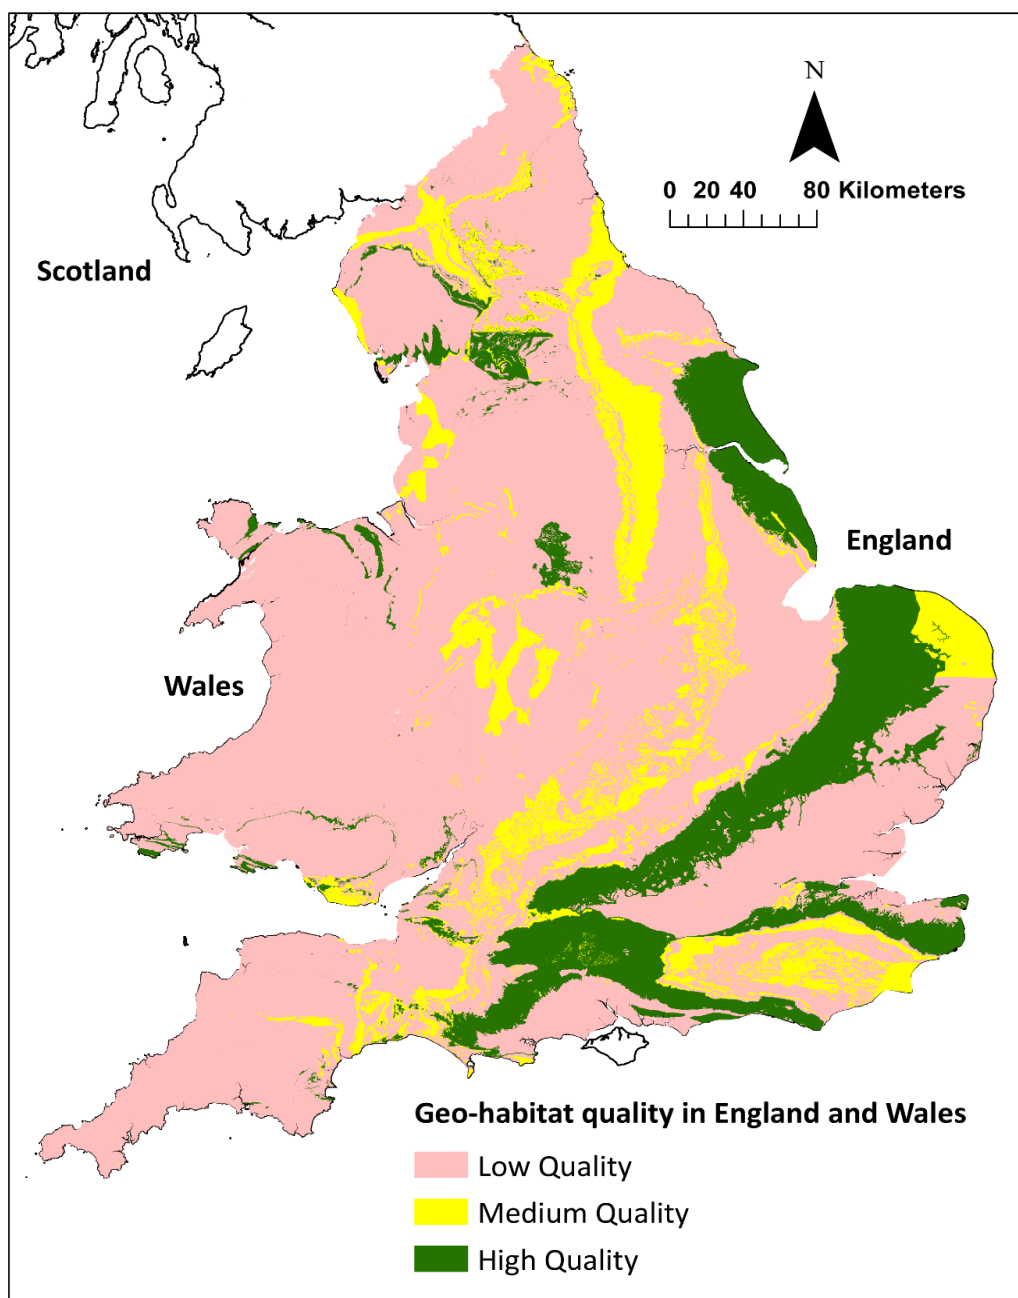 N
0 20 40 80 Kilometers
Scotland
England
Wales
Geo-habitat quality in England and Wales
Low Quality
Medium Quality
High Quality